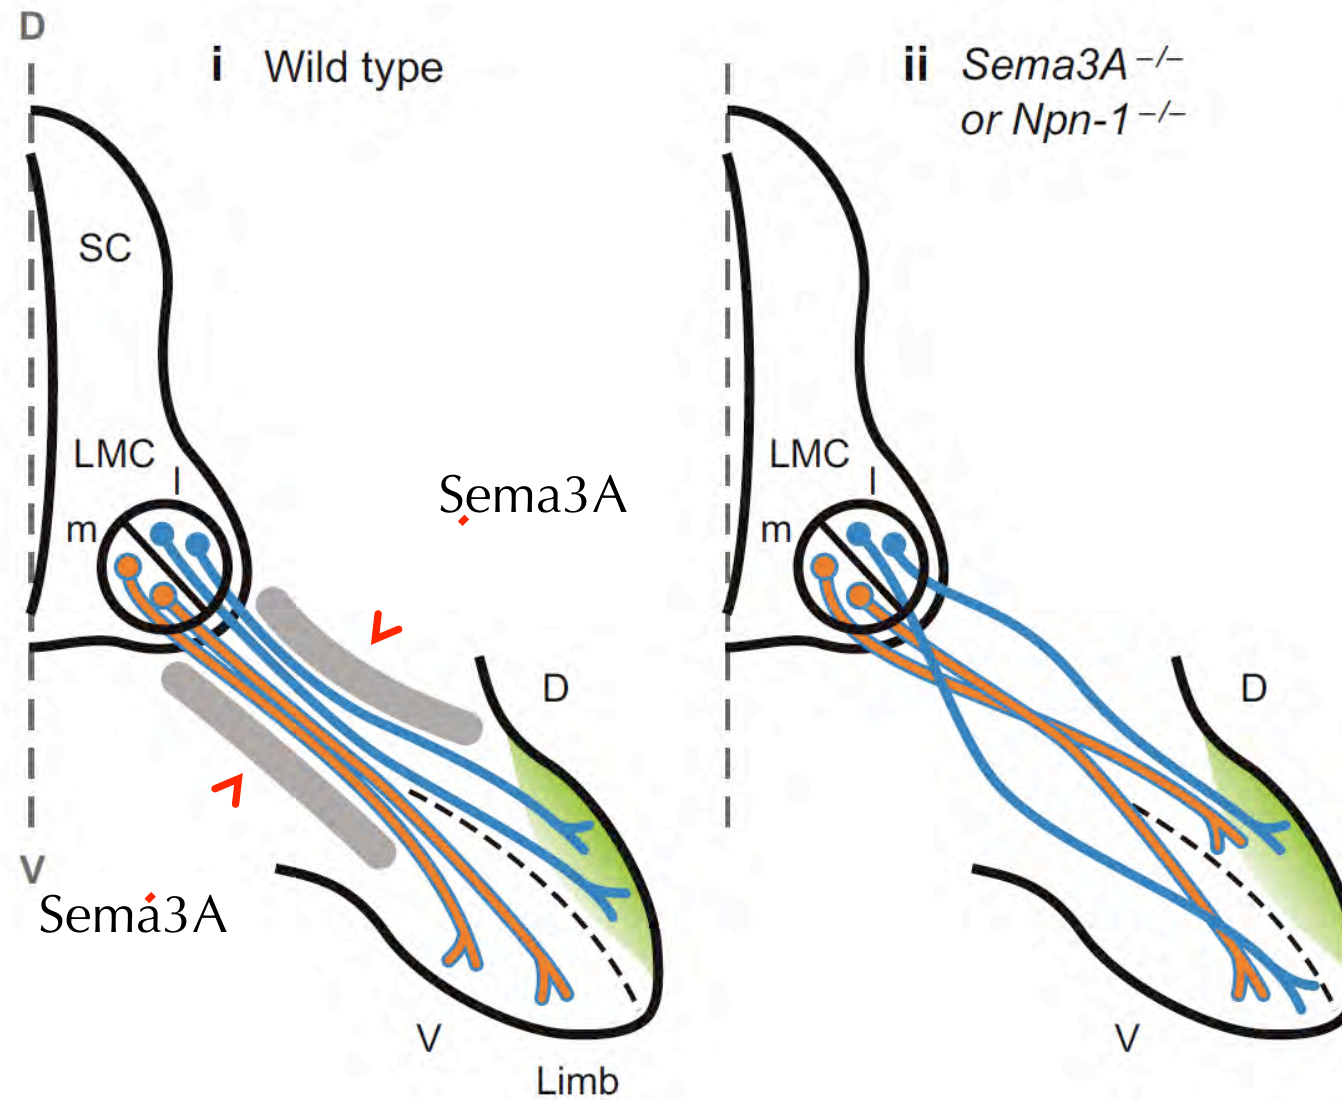 D
i Wild type
SC
LMC
l
m
Sema3A
D
V
Sema3A
V
Limb
ii Sema3A −/−
or Npn-1 −/−
LMC
l
m
D
V